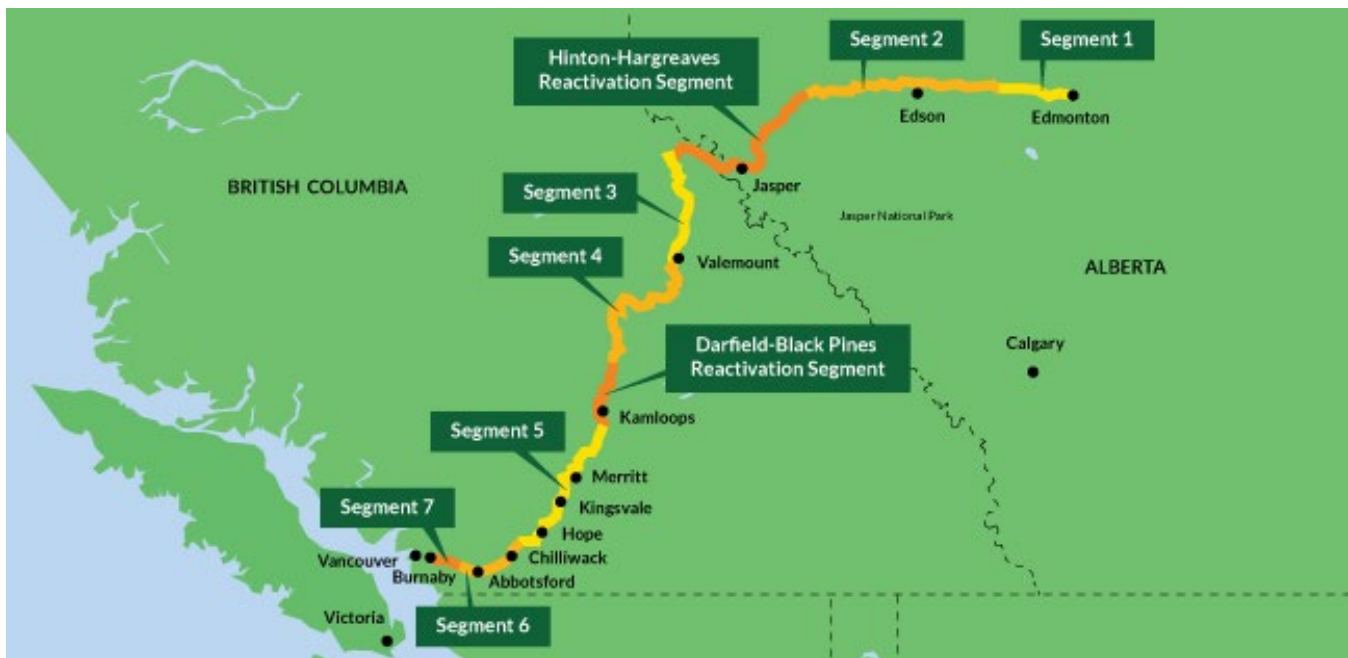 Hinton-Hargreaves
Reactivation Segment
Segment 2
Segment 1
Edson
Edmonton
Jasper
BRITISH COLUMBIA
Segment 3
Jasper National Park
Segment 4
Valemount
ALBERTA
Darfield-Black Pines
Reactivation Segment
Calgary
Kamloops
Segment 5
Merritt
Kingsvale
Segment 7
Hope
Vancouver
Chilliwack
Burnaby
Abbotsford
Victoria
Segment 6